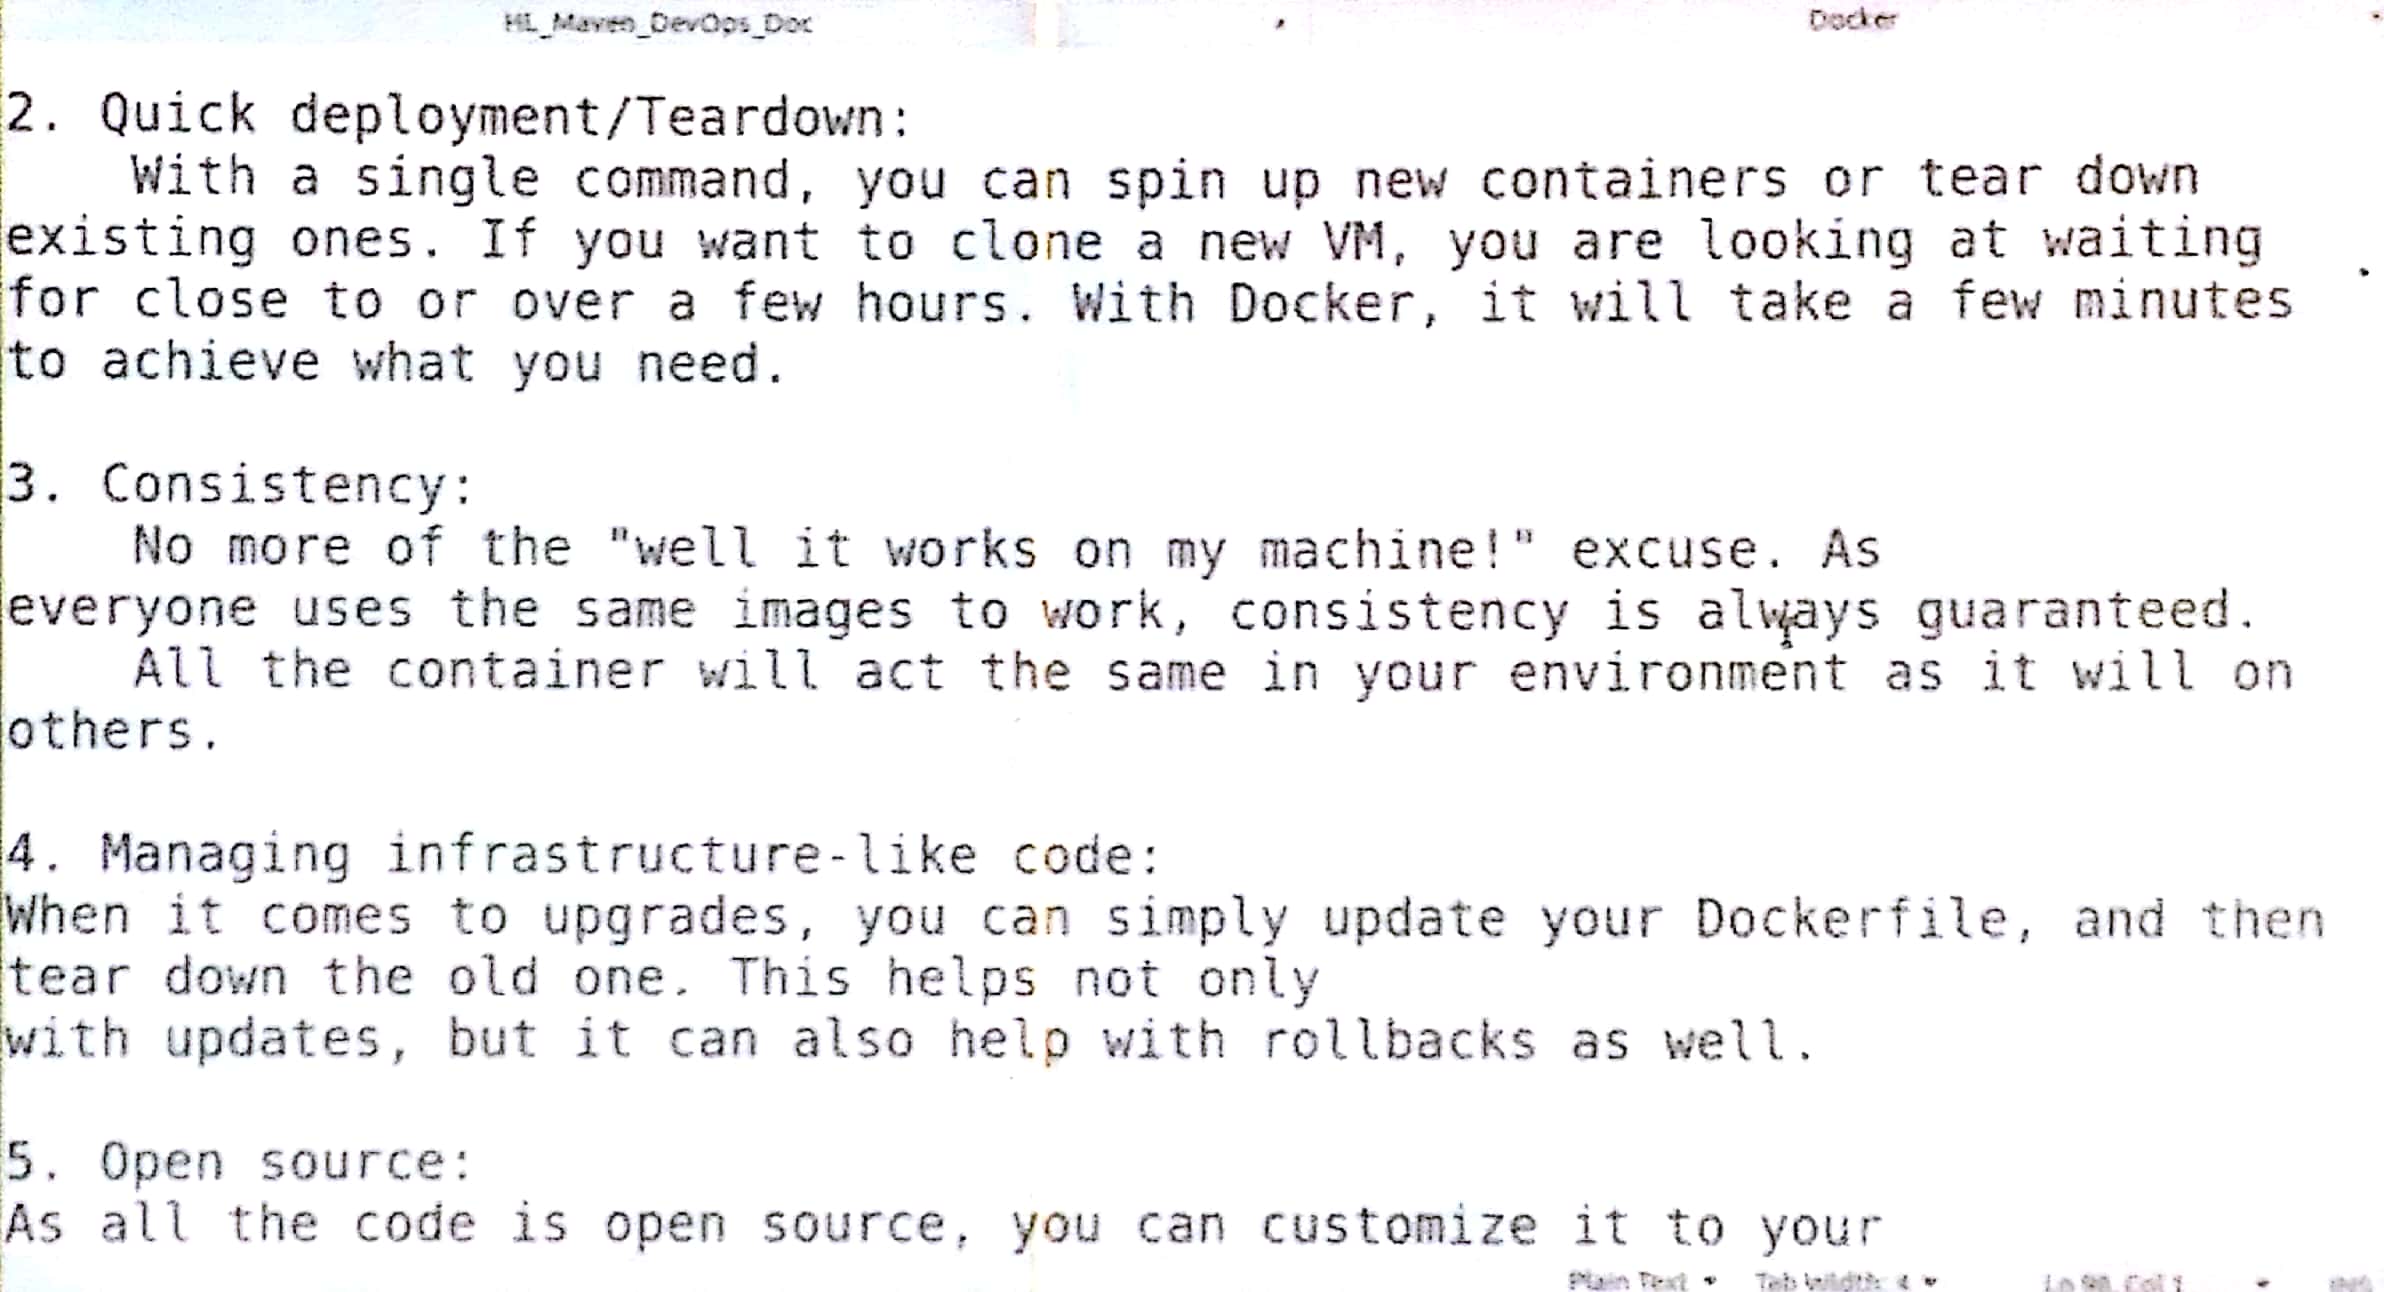 HL_Maven_DevOps_Doc
Docker
2. Quick deployment/Teardown:
With a single command, you can spin up new containers or tear down
existing ones. If you want to clone a new VM, you are looking at waiting
for close to or over a few hours. With Docker, it will take a few minutes
to achieve what you need.
3. Consistency:
No more of the "well it works on my machine!" excuse. As
everyone uses the same images to work, consistency is always guaranteed.
All the container will act the same in your environment as it will on
others.
4. Managing infrastructure-like code:
When it comes to upgrades, you can simply update your Dockerfile, and then
tear down the old one. This helps not only
with updates, but it can also help with rollbacks as well.
5. Open source:
As all the code is open source, you can customize it to your
Plain Text Tab Width: 4